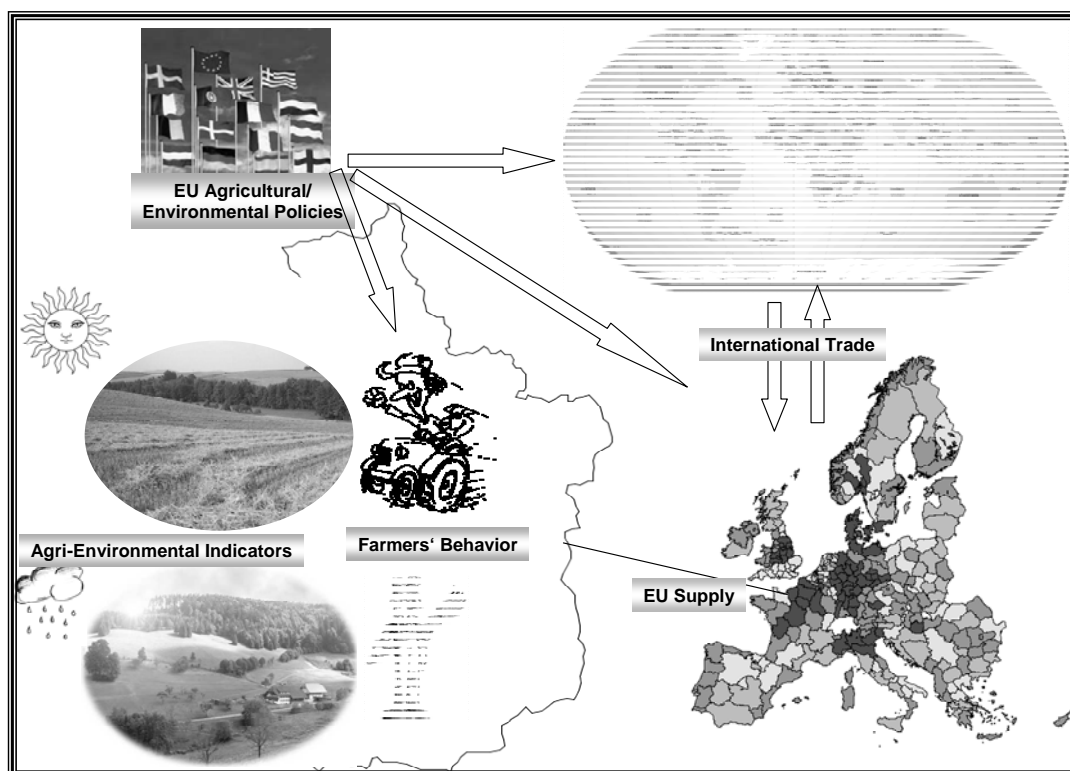 EU Agricultural/
Environmental Policies
International Trade
Agri-Environmental Indicators
Farmers‘ Behavior
EU Supply